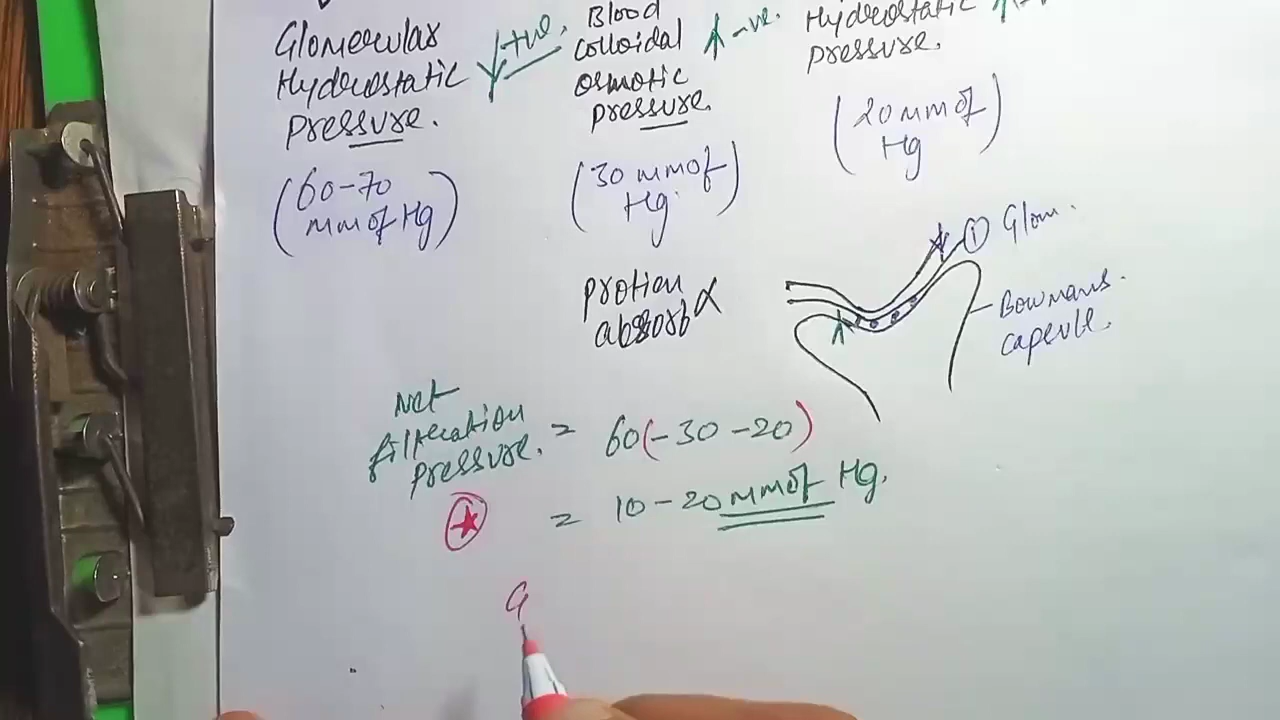 Glomerular
Hydrostatic
pressure.
+ve.
(60-70
mm of Hg)
Blood
colloidal
osmotic
pressure.
-ve.
(30 mm of
Hg.)
Hydrostatic
pressure.
(20 mm of
Hg)
protien
absorb
① Glom.
Bowmans.
capsule.
Net
filteration
pressure. = 60(-30-20)
= 10-20 mm of Hg.
G